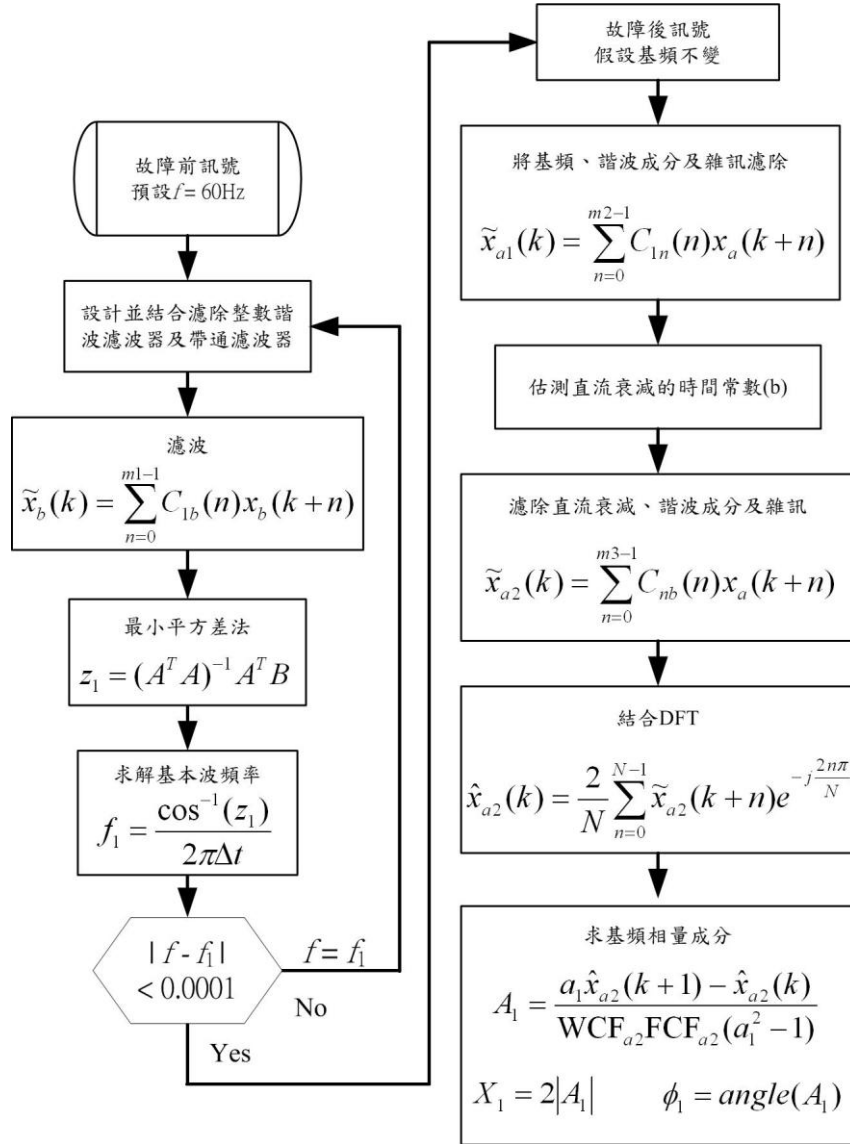 故障前訊號
預設f = 60Hz
設計並結合濾除整數諧
波濾波器及帶通濾波器
濾波
x̃_b(k) = ∑_{n=0}^{m1−1} C_{1b}(n)x_b(k+n)
最小平方差法
z_1 = (A^T A)^{−1} A^T B
求解基本波頻率
f_1 = cos^{−1}(z_1) / 2πΔt
| f - f_1 |
< 0.0001
f = f_1
No
Yes
故障後訊號
假設基頻不變
將基頻、諧波成分及雜訊濾除
x̃_{a1}(k) = ∑_{n=0}^{m2−1} C_{1n}(n)x_a(k+n)
估測直流衰減的時間常數(b)
濾除直流衰減、諧波成分及雜訊
x̃_{a2}(k) = ∑_{n=0}^{m3−1} C_{nb}(n)x_a(k+n)
結合DFT
x̂_{a2}(k) = 2/N ∑_{n=0}^{N−1} x̃_{a2}(k+n)e^{−j 2nπ/N}
求基頻相量成分
A_1 = (a_1 x̂_{a2}(k+1) − x̂_{a2}(k)) / (WCF_{a2}FCF_{a2}(a_1^2 −1))
X_1 = 2|A_1| φ_1 = angle(A_1)